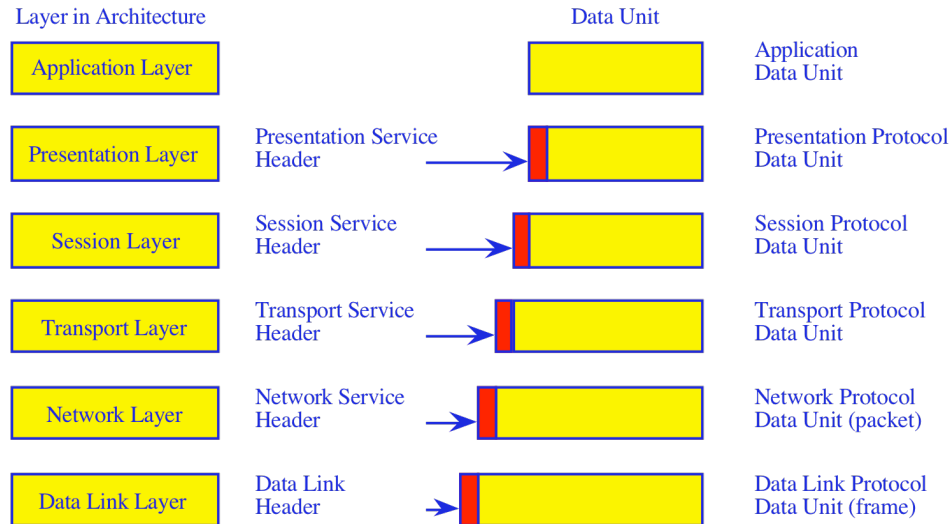 Layer in Architecture
Data Unit
Application Layer
Application
Data Unit
Presentation Layer
Presentation Service
Header
Presentation Protocol
Data Unit
Session Layer
Session Service
Header
Session Protocol
Data Unit
Transport Layer
Transport Service
Header
Transport Protocol
Data Unit
Network Layer
Network Service
Header
Network Protocol
Data Unit (packet)
Data Link Layer
Data Link
Header
Data Link Protocol
Data Unit (frame)